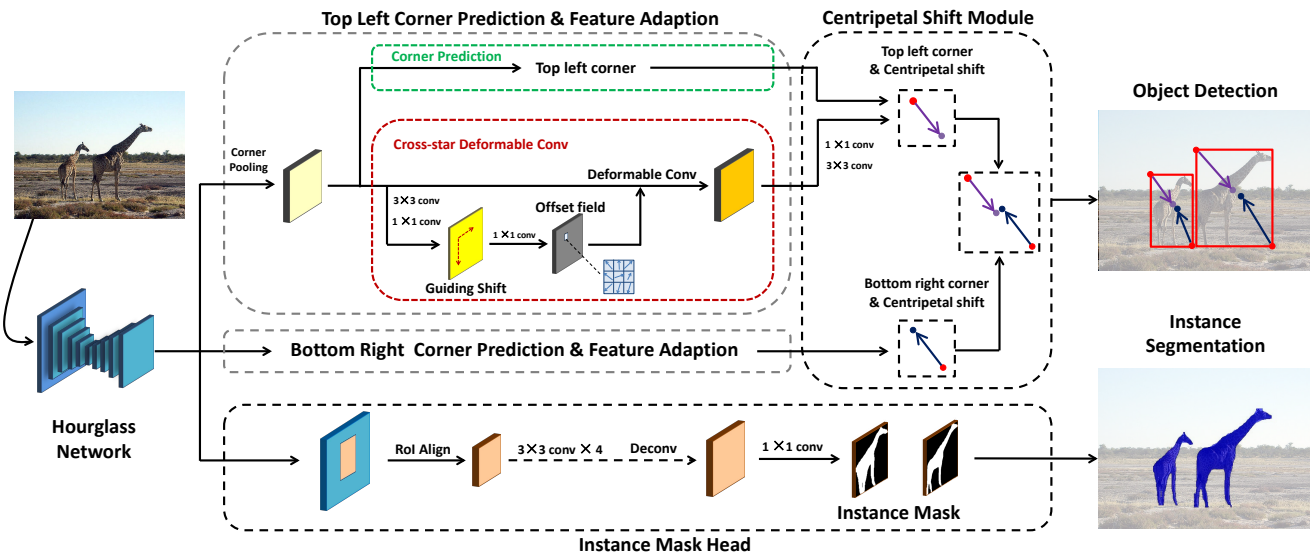 Top Left Corner Prediction & Feature Adaption
Centripetal Shift Module
Corner Prediction
Top left corner
Top left corner
& Centripetal shift
Object Detection
Corner
Pooling
Cross-star Deformable Conv
Deformable Conv
1 ×1 conv
3×3 conv
3×3 conv
1 ×1 conv
Offset field
1 ×1 conv
Guiding Shift
Bottom right corner
& Centripetal shift
Bottom Right Corner Prediction & Feature Adaption
Instance
Segmentation
Hourglass
Network
RoI Align
3×3 conv × 4
Deconv
1 ×1 conv
Instance Mask
Instance Mask Head